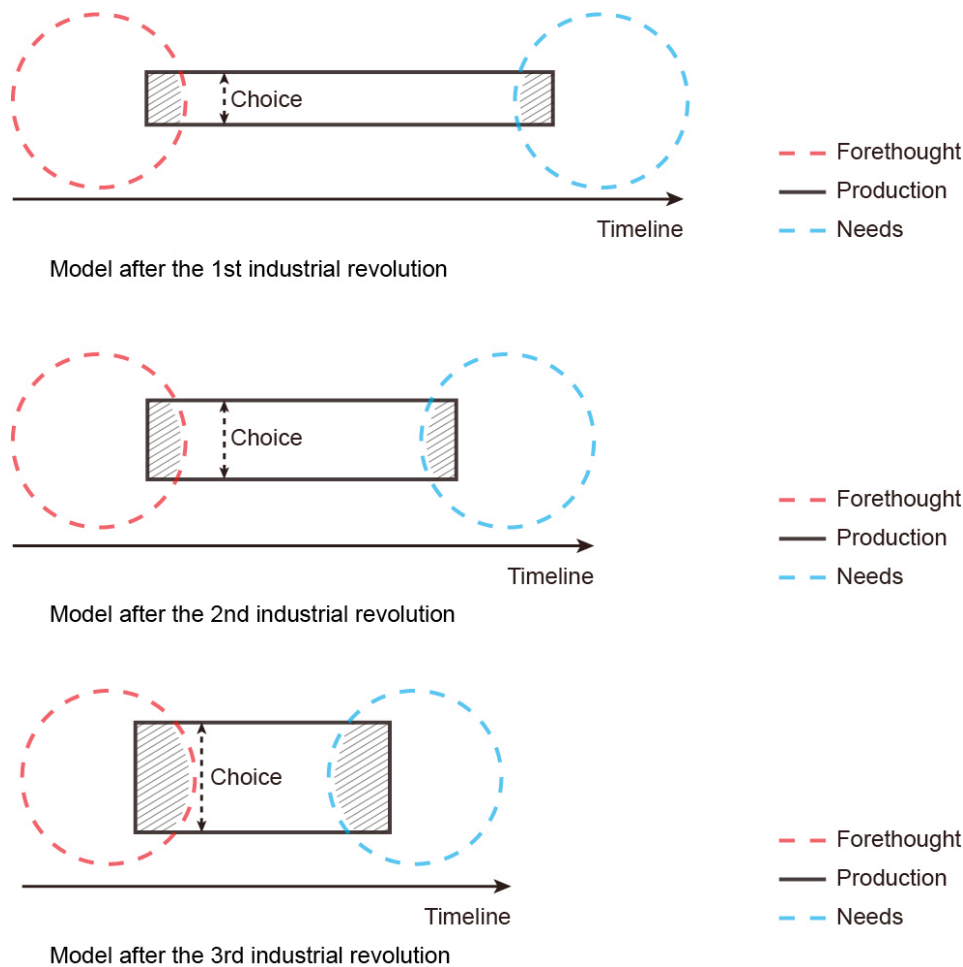 Choice
Forethought
Production
Needs
Timeline
Model after the 1st industrial revolution
Choice
Forethought
Production
Needs
Timeline
Model after the 2nd industrial revolution
Choice
Forethought
Production
Needs
Timeline
Model after the 3rd industrial revolution